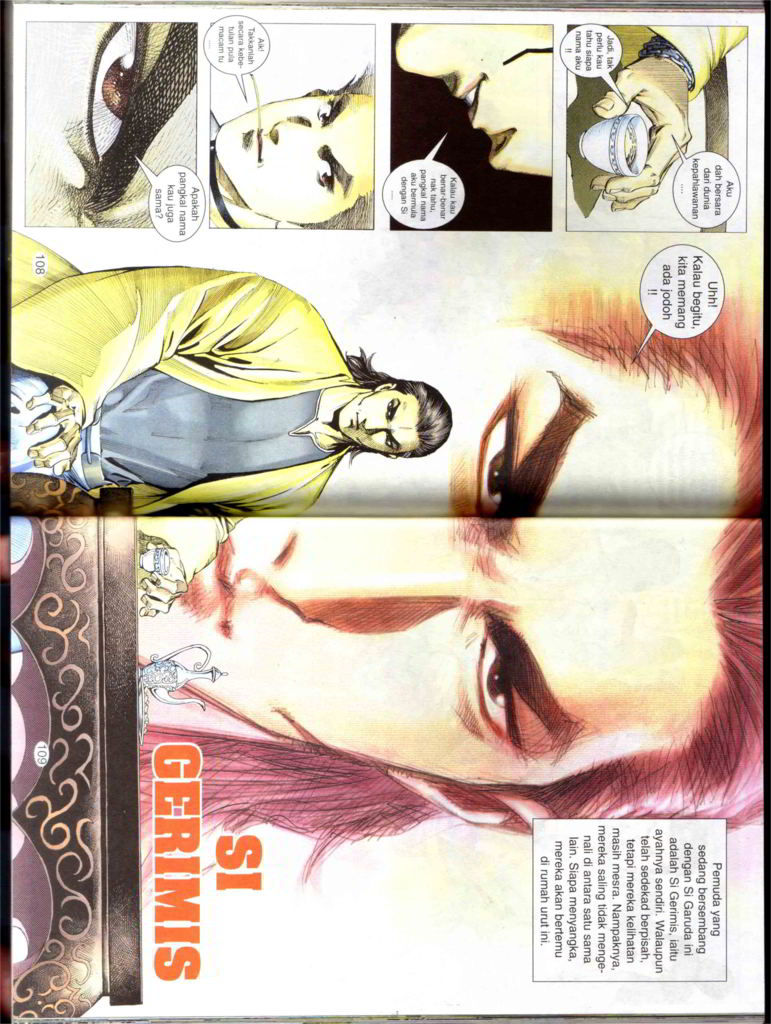 Aku
dah bersara
dari dunia
kepahlawanan
....
Jadi, tak
perlu kau
tahu siapa
nama aku
!!
Kalau kau
benar-benar
nak tahu,
pangkal nama
aku bermula
dengan Si
....
Aik!
Takkanlah
secara kebe-
tulan pula
macam tu
....
Apakah
pangkal nama
kau juga
sama?
Uhh!
Kalau begitu,
kita memang
ada jodoh
!!
108
Pemuda yang
sedang bersembang
dengan Si Garuda ini
adalah Si Gerimis, iaitu
ayahnya sendiri. Walaupun
telah sedekad berpisah,
tetapi mereka kelihatan
masih mesra. Nampaknya,
mereka saling tidak menge-
nali di antara satu sama
lain. Siapa menyangka,
mereka akan bertemu
di rumah urut ini.
SI
GERIMIS
109